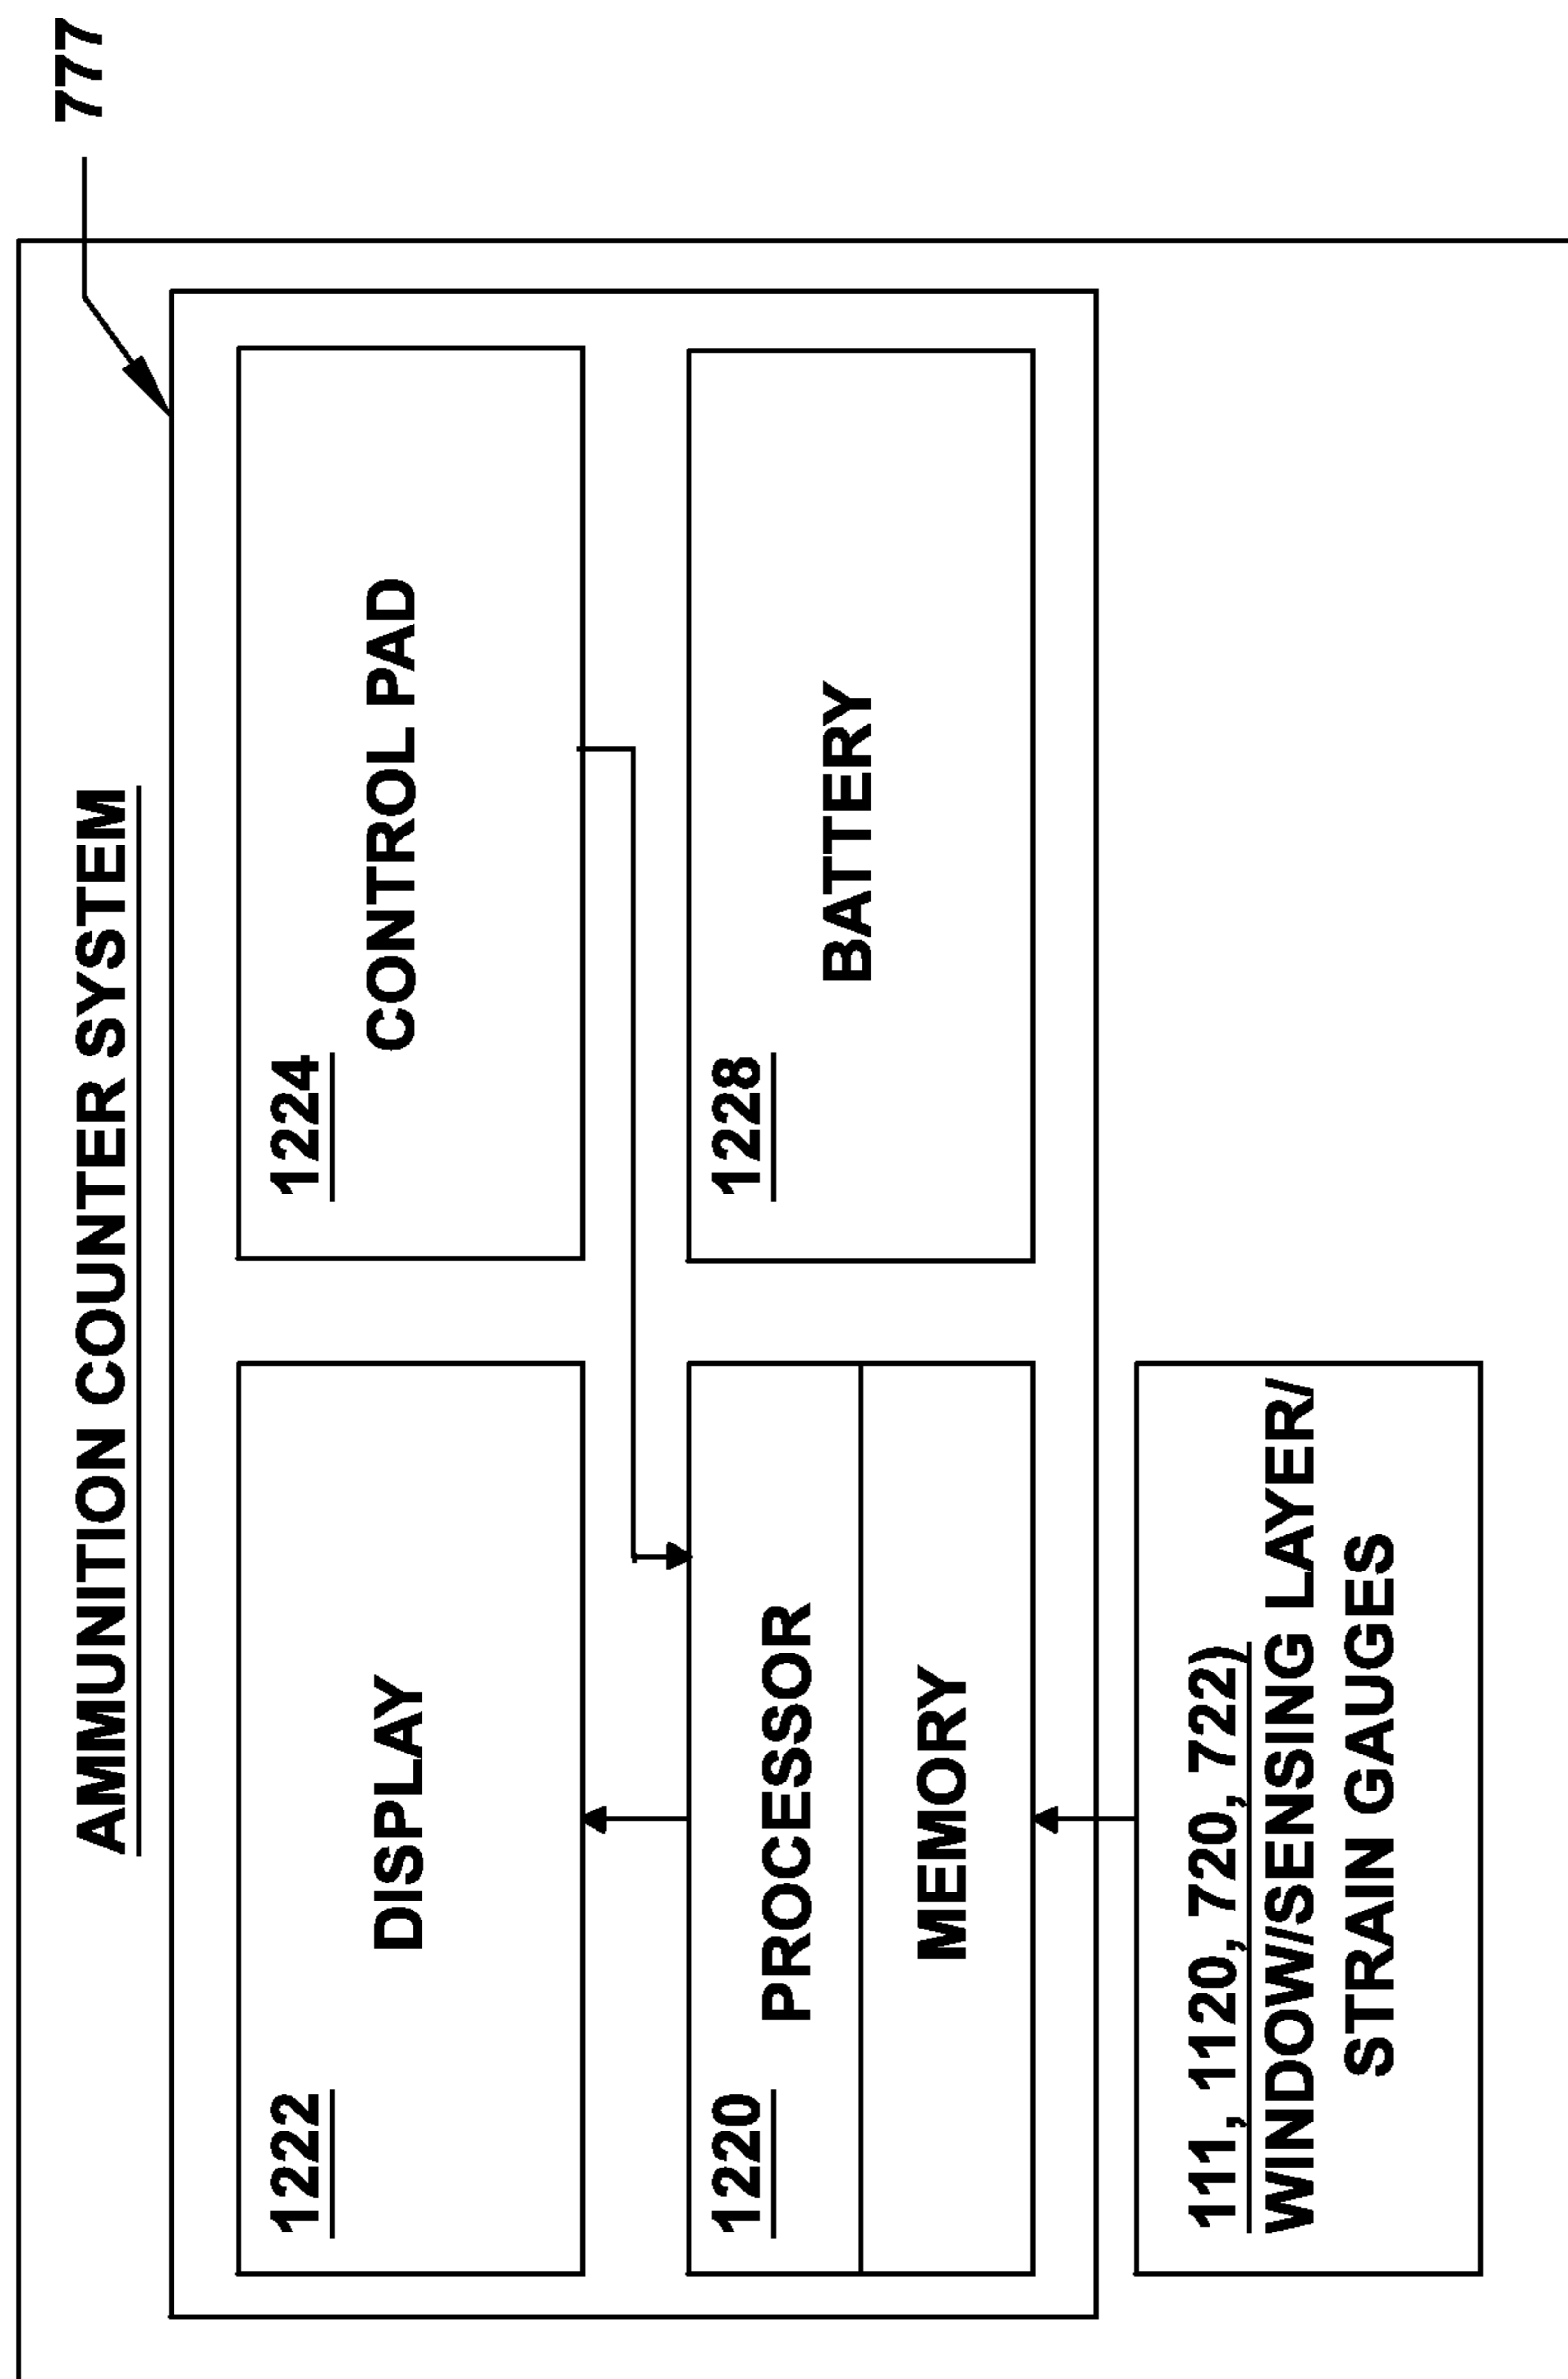 777
AMMUNITION COUNTER SYSTEM
1222
DISPLAY
1224
CONTROL PAD
1220
PROCESSOR
MEMORY
1228
BATTERY
111, 1120, 720, 722)
WINDOW/SENSING LAYER/
STRAIN GAUGES